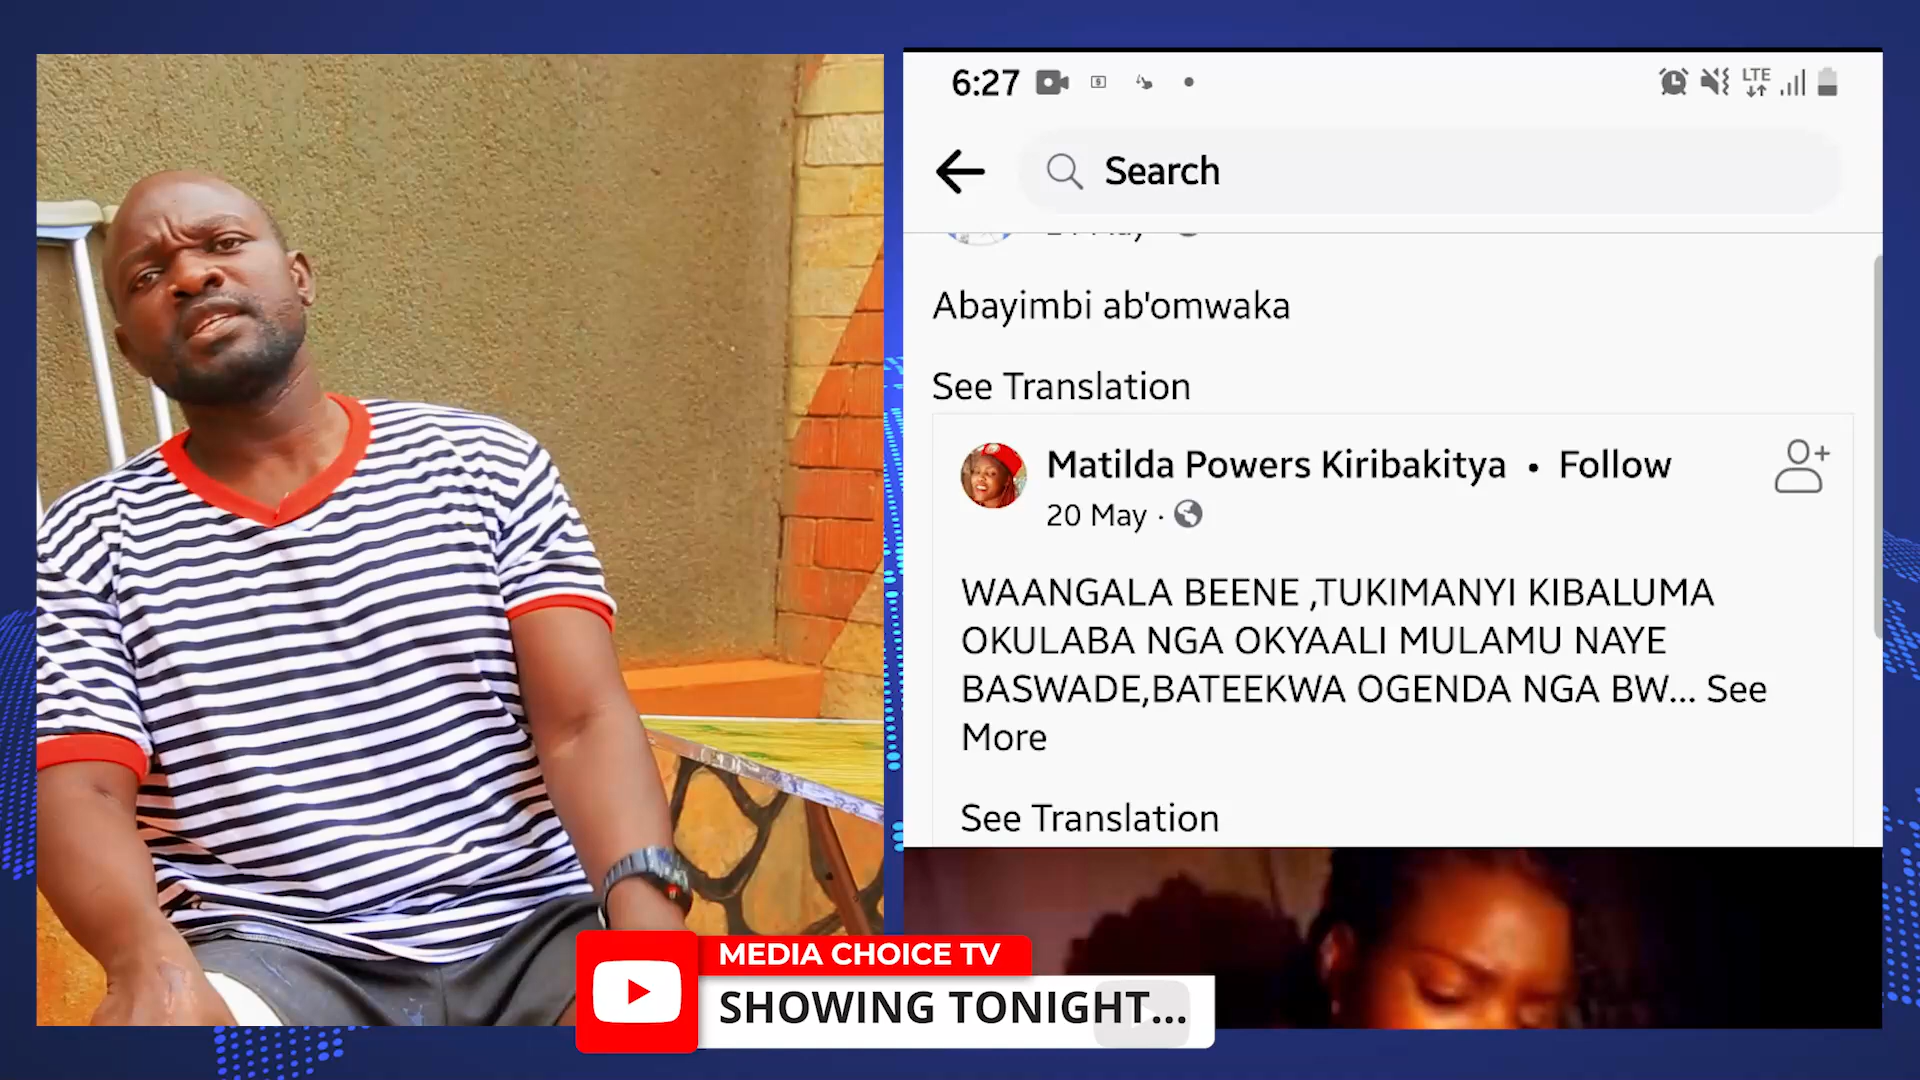 6:27
LTE
Search
Abayimbi ab'omwaka
See Translation
Matilda Powers Kiribakitya • Follow
20 May ·
WAANGALA BEENE ,TUKIMANYI KIBALUMA
OKULABA NGA OKYAALI MULAMU NAYE
BASWADE,BATEEKWA OGENDA NGA BW... See
More
See Translation
MEDIA CHOICE TV
SHOWING TONIGHT...